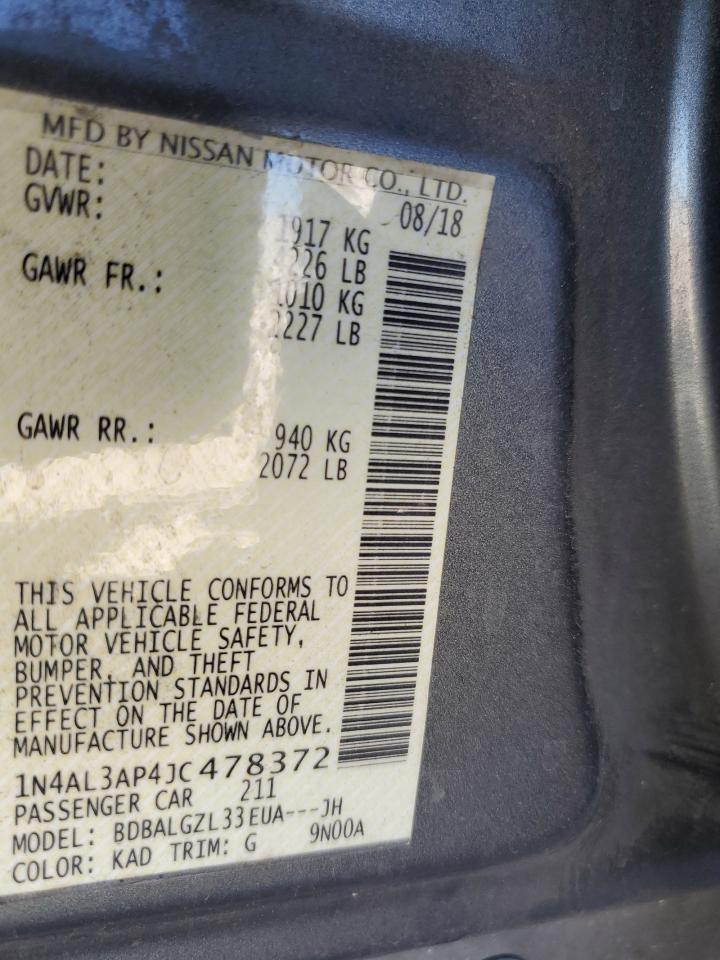 MFD BY NISSAN MOTOR CO., LTD.
DATE: 08/18
GVWR: 1917 KG
LB
GAWR FR.: 1010 KG
2227 LB
GAWR RR.: 940 KG
2072 LB
THIS VEHICLE CONFORMS TO
ALL APPLICABLE FEDERAL
MOTOR VEHICLE SAFETY,
BUMPER, AND THEFT
PREVENTION STANDARDS IN
EFFECT ON THE DATE OF
MANUFACTURE SHOWN ABOVE.
1N4AL3AP4JC478372
PASSENGER CAR 211
MODEL: BDBALGZL33EUA---JH
COLOR: KAD TRIM: G 9N00A